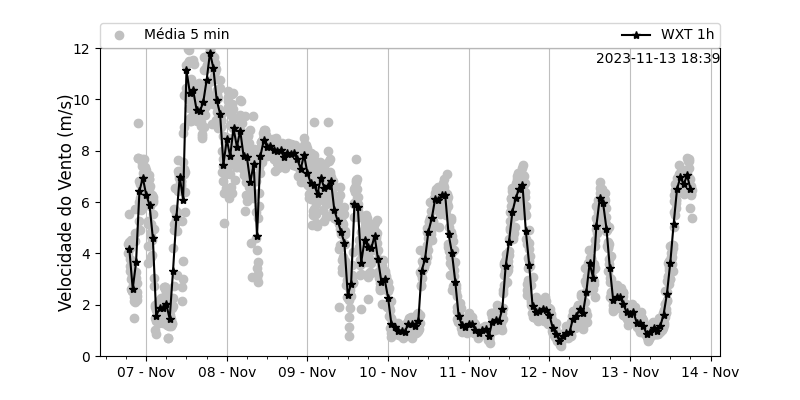 Média 5 min WXT 1h
2023-11-13 18:39
Velocidade do Vento (m/s)
12
10
8
6
4
2
0
07 - Nov 08 - Nov 09 - Nov 10 - Nov 11 - Nov 12 - Nov 13 - Nov 14 - Nov